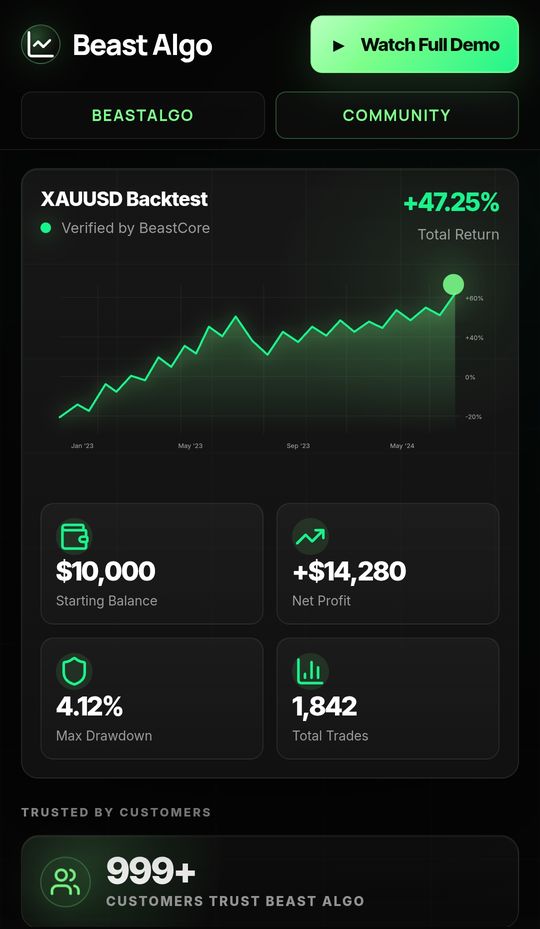 Beast Algo
▶ Watch Full Demo
BEASTALGO
COMMUNITY
XAUUSD Backtest
+47.25%
Verified by BeastCore
Total Return
+60%
+40%
0%
-20%
Jan '23
May '23
Sep '23
May '24
$10,000
Starting Balance
+$14,280
Net Profit
4.12%
Max Drawdown
1,842
Total Trades
TRUSTED BY CUSTOMERS
999+
CUSTOMERS TRUST BEAST ALGO